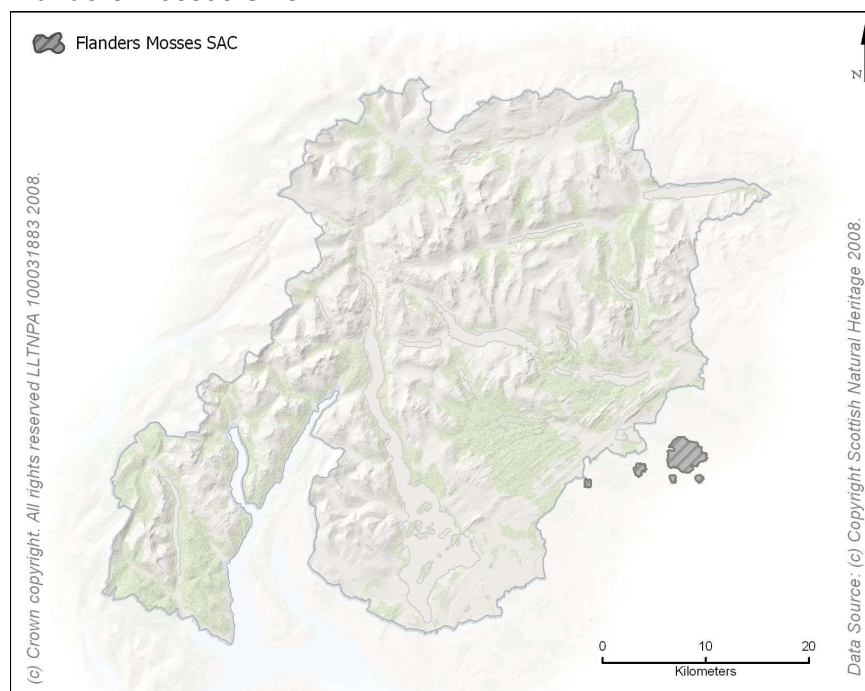 Flanders Mosses SAC
N
(c) Crown copyright. All rights reserved LLTNPA 100031883 2008.
Data Source: (c) Copyright Scottish Natural Heritage 2008.
0 10 20
Kilometers